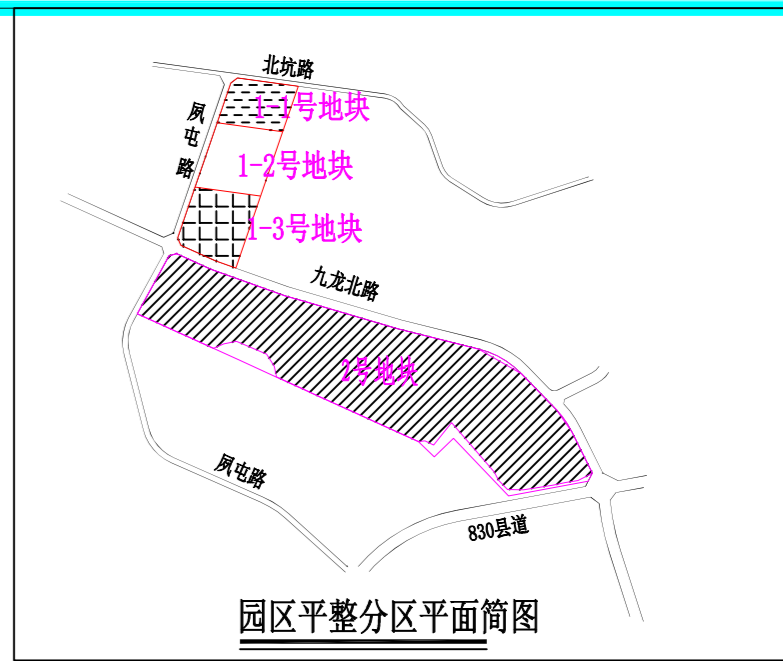 北坑路
1-1号地块
夙屯路
1-2号地块
1-3号地块
九龙北路
2号地块
夙屯路
830县道
园区平整分区平面简图